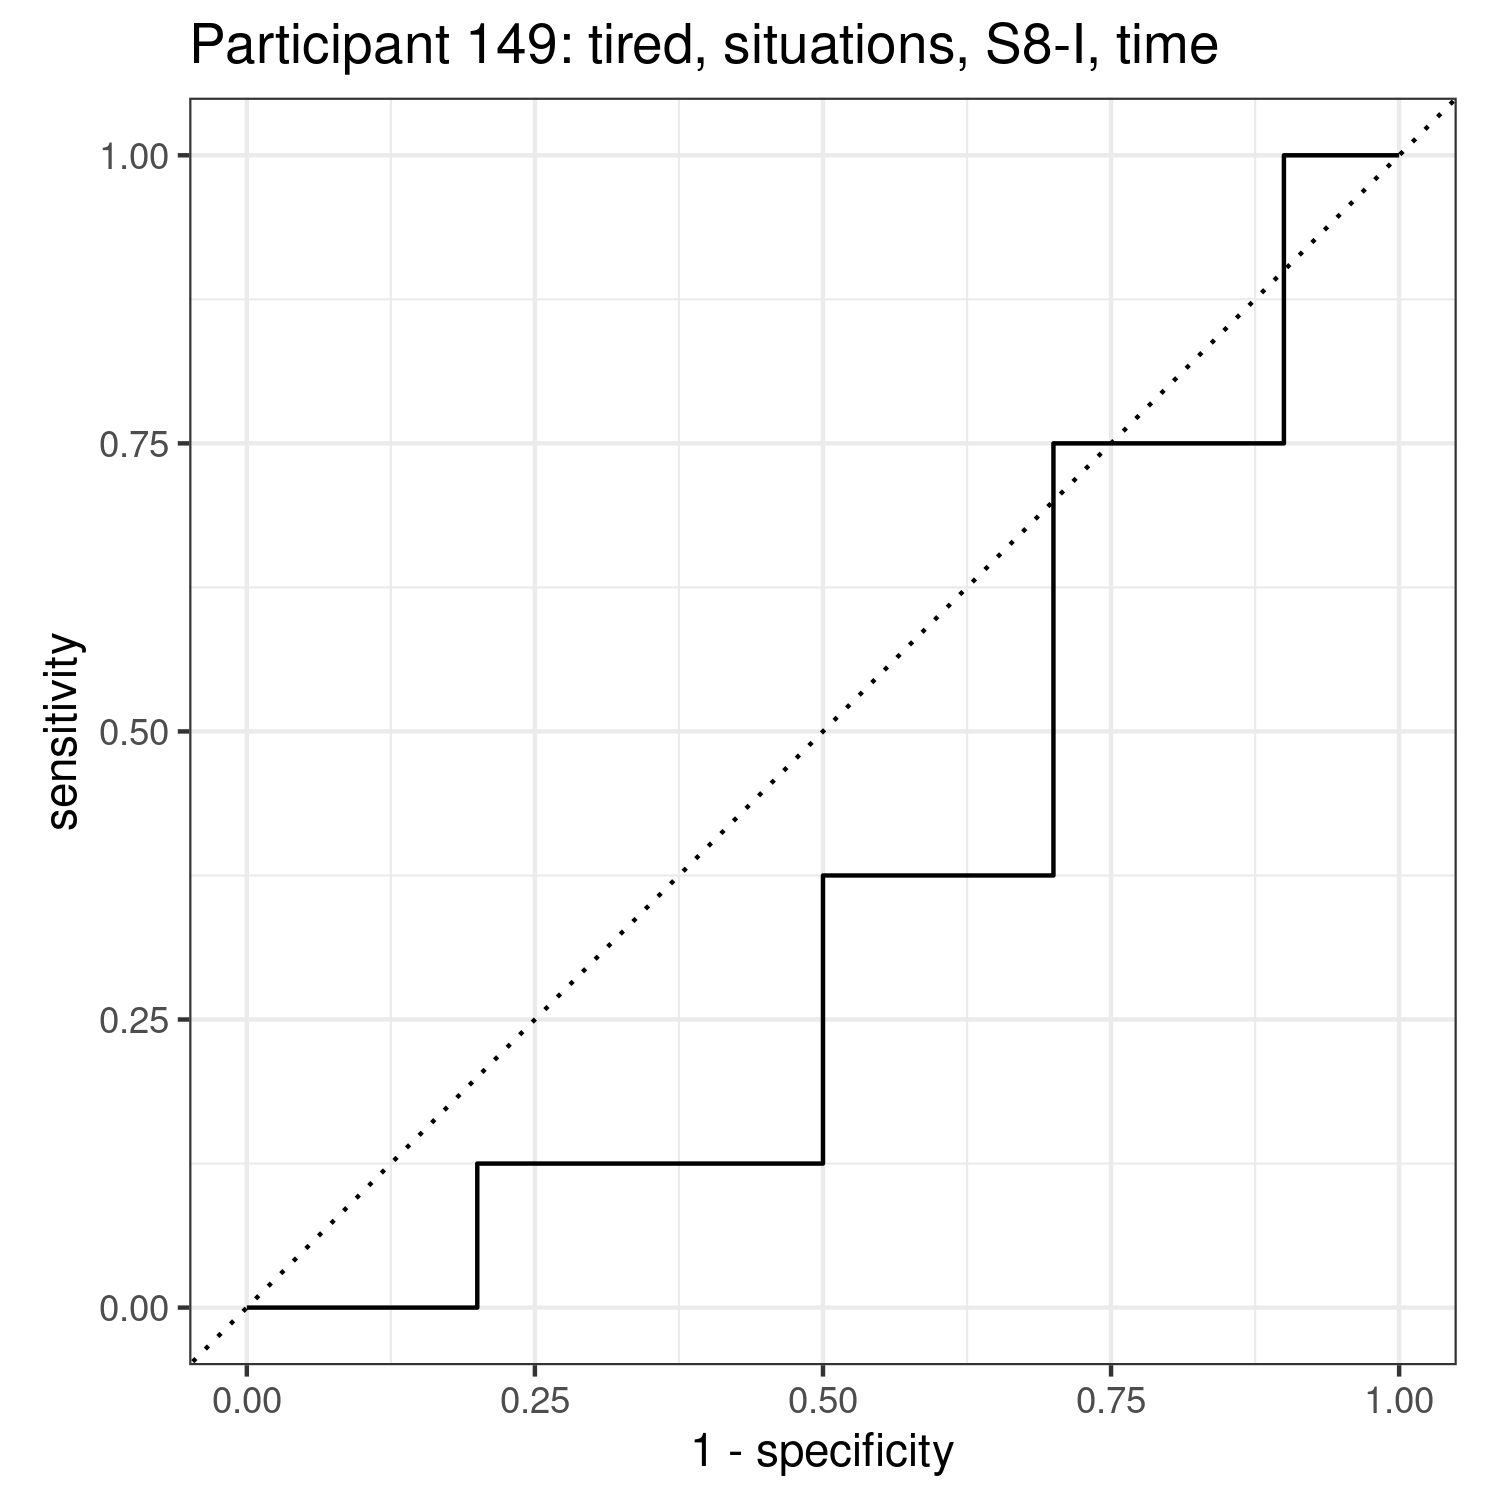 Participant 149: tired, situations, S8-I, time
1.00
0.75
0.50
0.25
0.00
sensitivity
0.00 0.25 0.50 0.75 1.00
1 - specificity